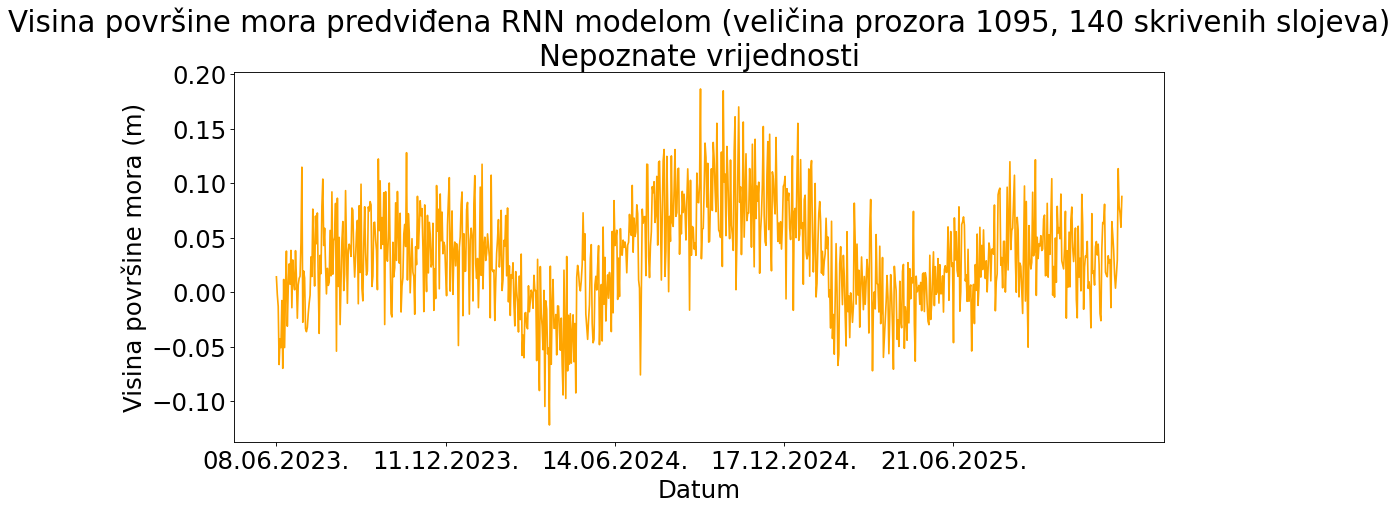 Visina površine mora predviđena RNN modelom (veličina prozora 1095, 140 skrivenih slojeva)
Nepoznate vrijednosti
Visina površine mora (m)
0.20
0.15
0.10
0.05
0.00
−0.05
−0.10
08.06.2023. 11.12.2023. 14.06.2024. 17.12.2024. 21.06.2025.
Datum